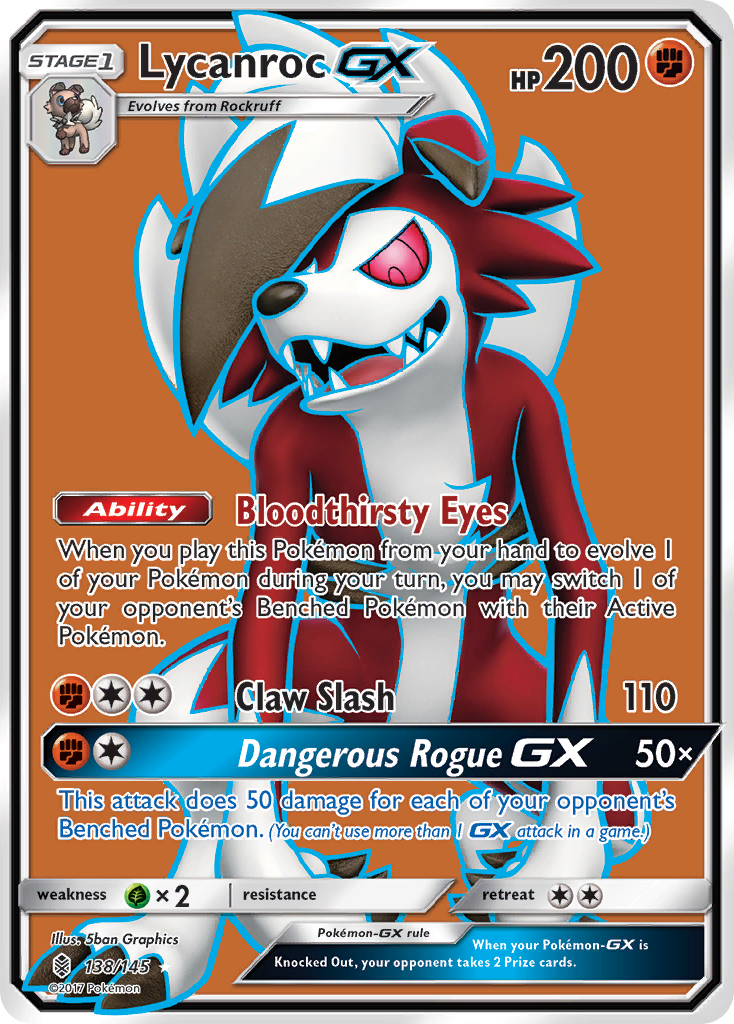 STAGE1
Lycanroc GX
HP200
Evolves from Rockruff
Ability Bloodthirsty Eyes
When you play this Pokémon from your hand to evolve 1
of your Pokémon during your turn, you may switch 1 of
your opponent's Benched Pokémon with their Active
Pokémon.
Claw Slash 110
Dangerous Rogue GX 50×
This attack does 50 damage for each of your opponent's
Benched Pokémon. (You can't use more than 1 GX attack in a game.)
weakness ×2 resistance retreat
Illus. 5ban Graphics
138/145
©2017 Pokémon
Pokémon-GX rule
When your Pokémon-GX is
Knocked Out, your opponent takes 2 Prize cards.